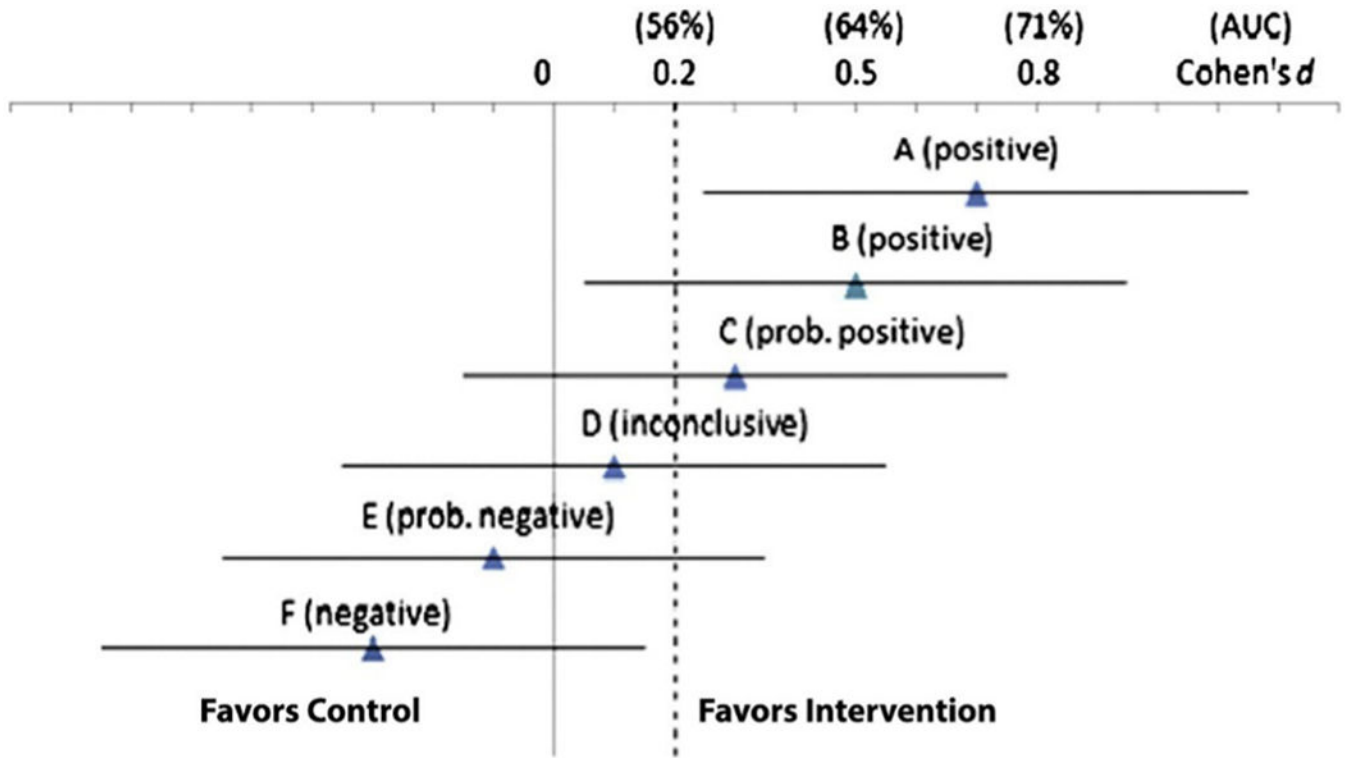 (56%) (64%) (71%) (AUC)
0 0.2 0.5 0.8 Cohen's d
A (positive)
B (positive)
C (prob. positive)
D (inconclusive)
E (prob. negative)
F (negative)
Favors Control Favors Intervention